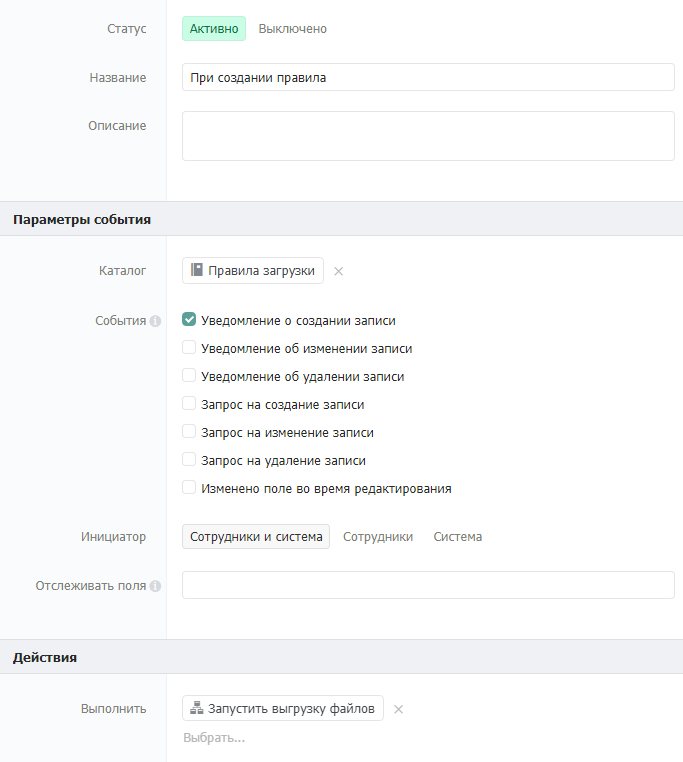 Статус Активно Выключено
Название При создании правила
Описание
Параметры события
Каталог Правила загрузки
События Уведомление о создании записи
Уведомление об изменении записи
Уведомление об удалении записи
Запрос на создание записи
Запрос на изменение записи
Запрос на удаление записи
Изменено поле во время редактирования
Инициатор Сотрудники и система Сотрудники Система
Отслеживать поля
Действия
Выполнить Запустить выгрузку файлов
Выбрать...